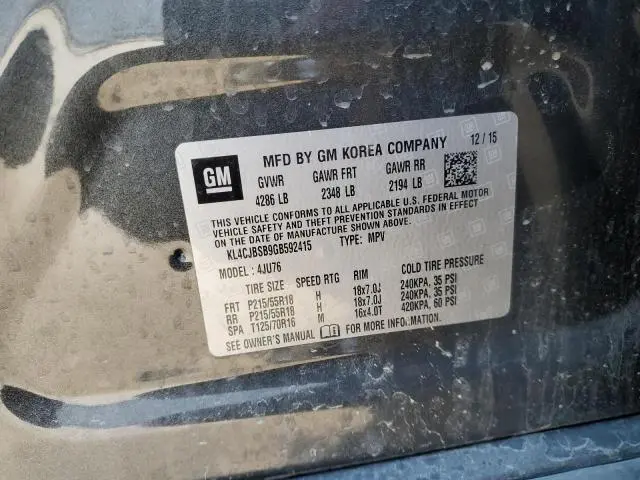 GM
MFD BY GM KOREA COMPANY 12 / 15
GVWR GAWR FRT GAWR RR
4286 LB 2348 LB 2194 LB
THIS VEHICLE CONFORMS TO ALL APPLICABLE U.S. FEDERAL MOTOR
VEHICLE SAFETY AND THEFT PREVENTION STANDARDS IN EFFECT
ON THE DATE OF MANUFACTURE SHOWN ABOVE.
KL4CJBSB9GB592415 TYPE: MPV
MODEL : 4JU76
TIRE SIZE SPEED RTG RIM COLD TIRE PRESSURE
FRT P215/55R18 H 18x7.0J 240KPA, 35 PSI
RR P215/55R18 H 18x7.0J 240KPA, 35 PSI
SPA T125/70R16 M 16x4.0T 420KPA, 60 PSI
SEE OWNER'S MANUAL FOR MORE INFORMATION.